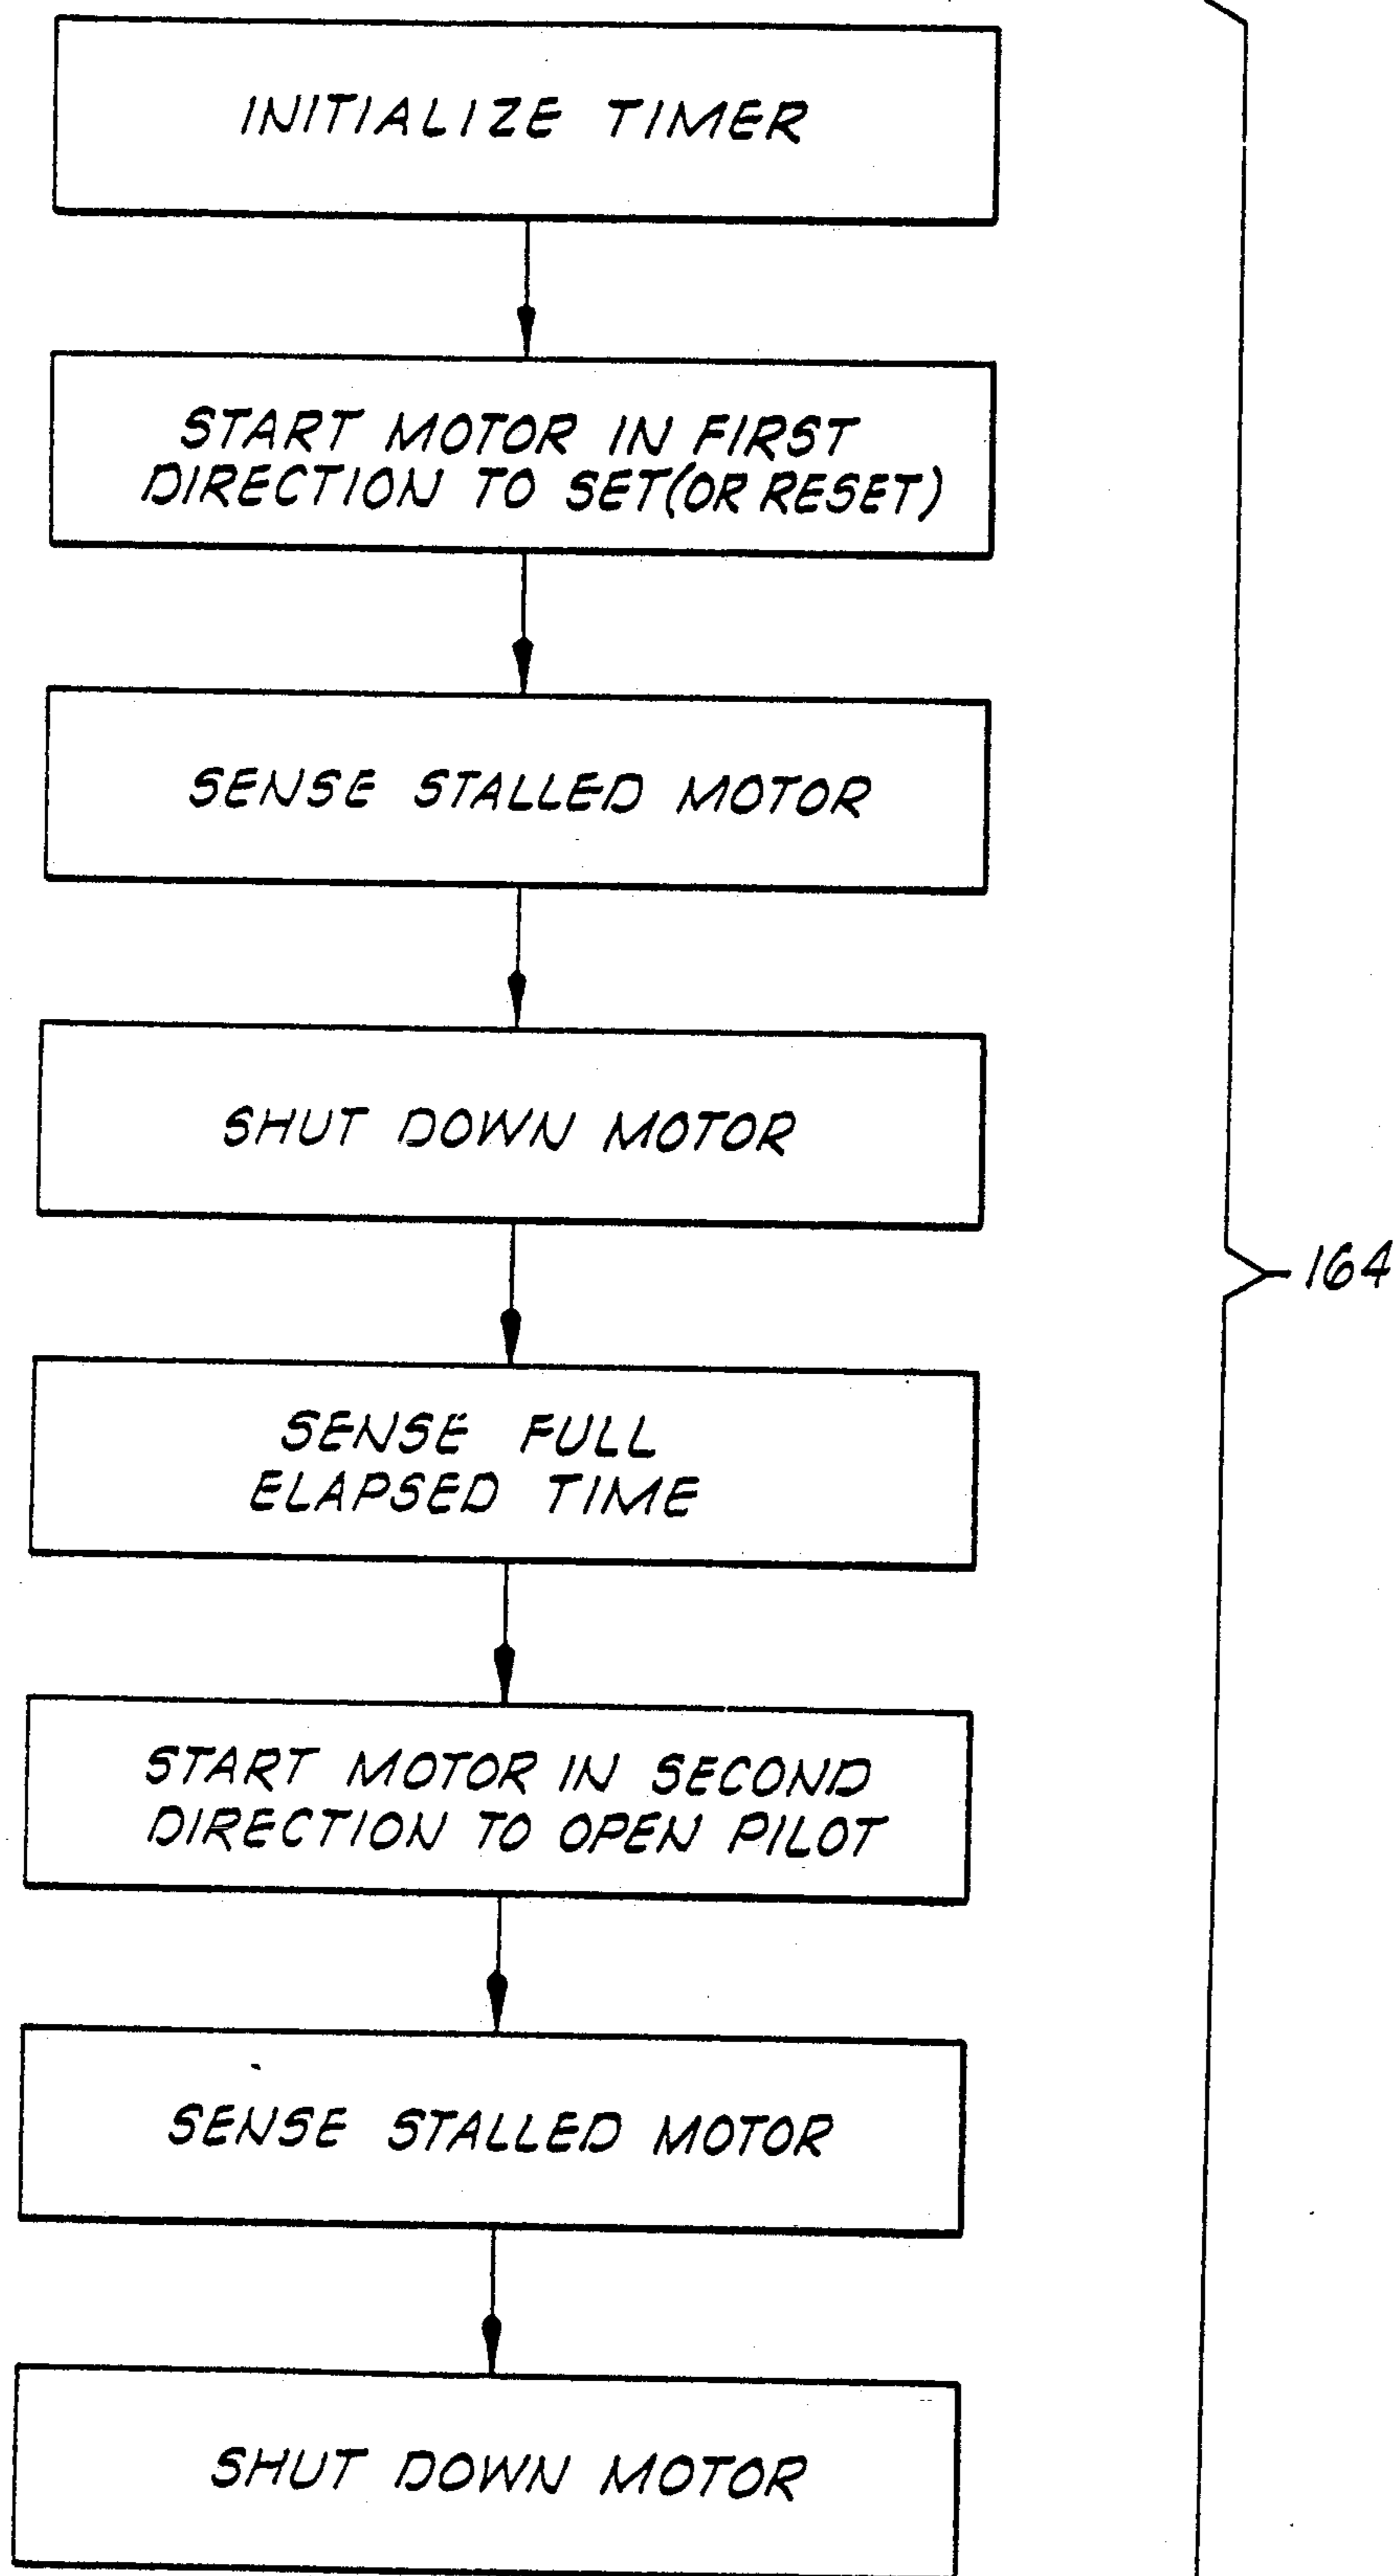 INITIALIZE TIMER
START MOTOR IN FIRST
DIRECTION TO SET(OR RESET)
SENSE STALLED MOTOR
SHUT DOWN MOTOR
164
SENSE FULL
ELAPSED TIME
START MOTOR IN SECOND
DIRECTION TO OPEN PILOT
SENSE STALLED MOTOR
SHUT DOWN MOTOR